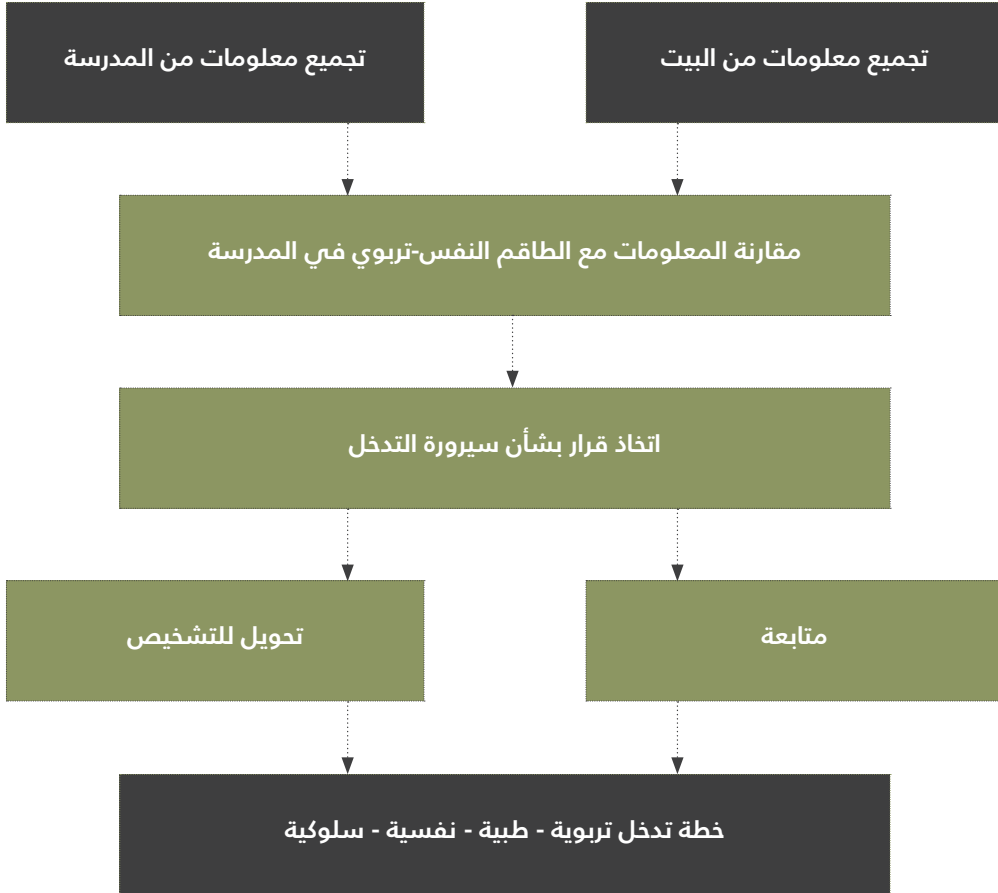 تجميع معلومات من البيت
تجميع معلومات من المدرسة
مقارنة المعلومات مع الطاقم النفس-تربوي في المدرسة
اتخاذ قرار بشأن سيرورة التدخل
متابعة
تحويل للتشخيص
خطة تدخل تربوية - طبية - نفسية - سلوكية